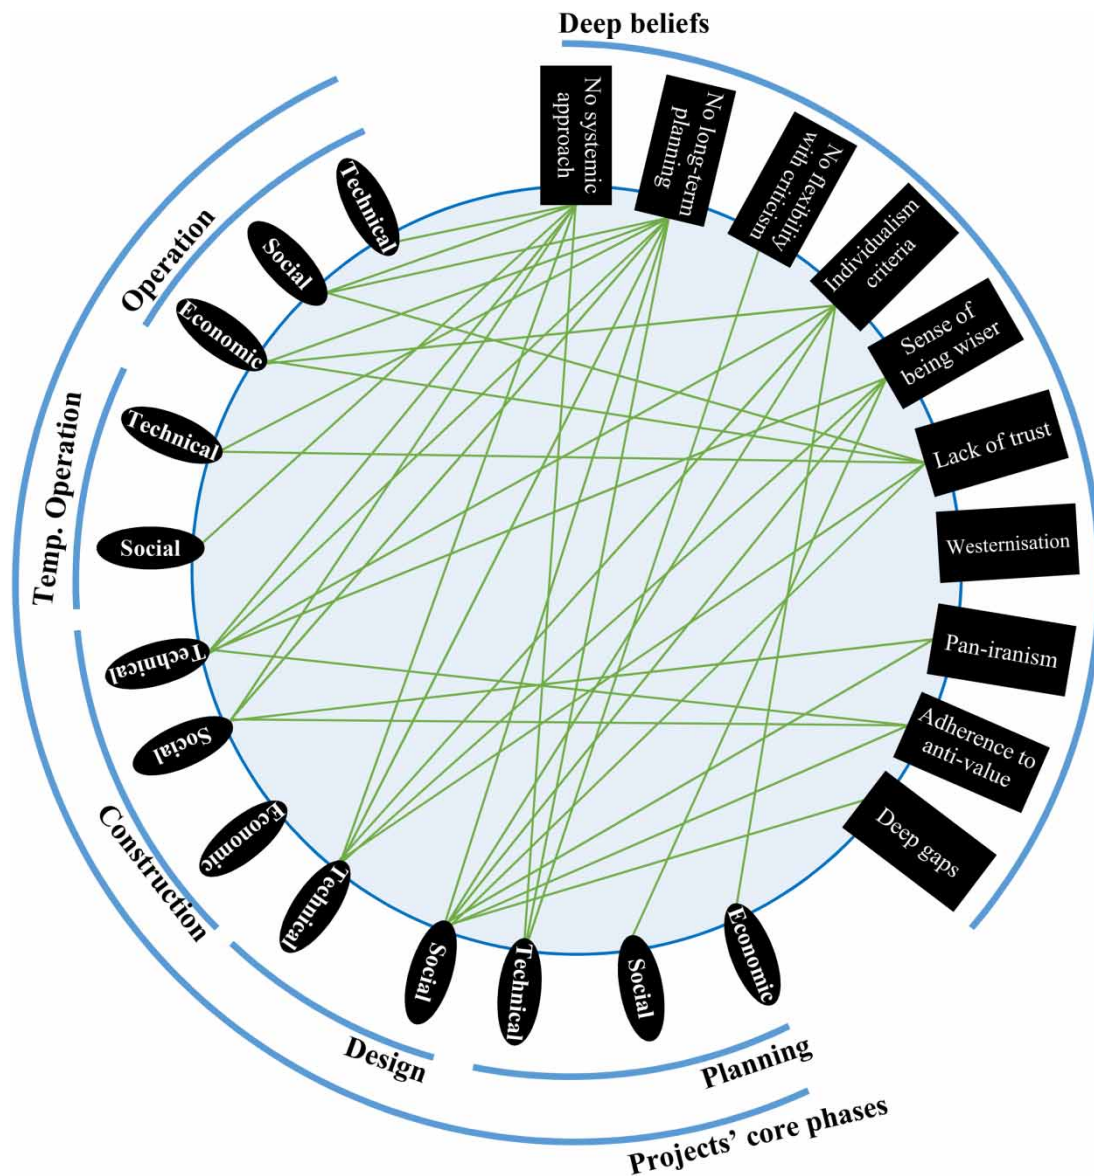 Deep beliefs
No systemic
approach
No long-term
planning
No flexibility
with criticism
Individualism
criteria
Sense of
being wiser
Lack of trust
Westernisation
Pan-iranism
Adherence to
anti-value
Deep gaps
Operation
Technical
Social
Economic
Temp. Operation
Technical
Social
Construction
Technical
Social
Economic
Design
Technical
Social
Planning
Technical
Social
Economic
Projects’ core phases